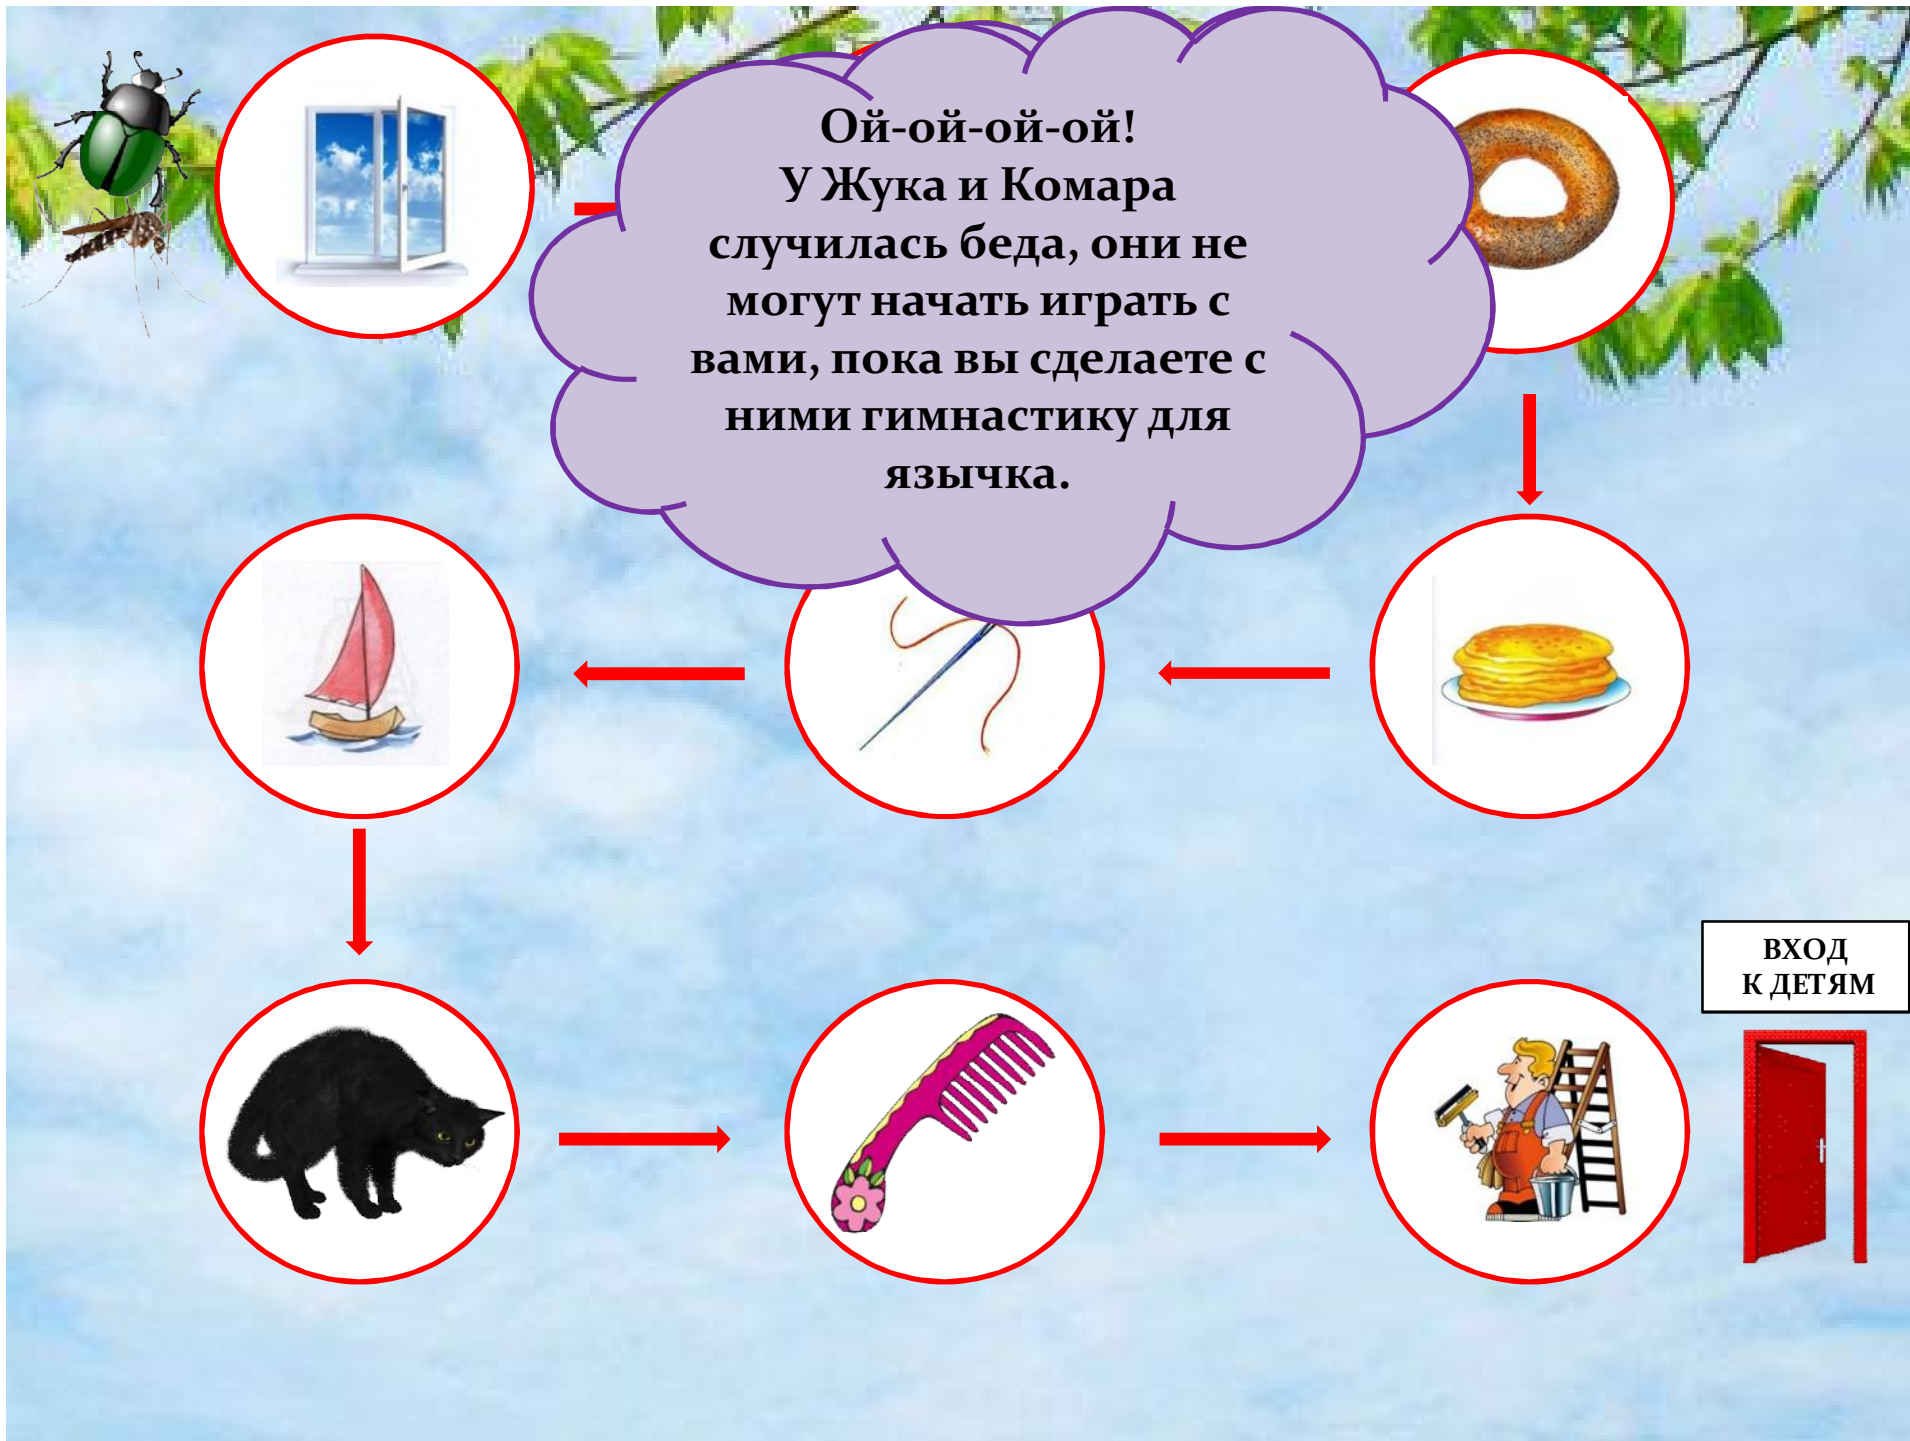 Ой-ой-ой-ой!
У Жука и Комара
случилась беда, они не
могут начать играть с
вами, пока вы сделаете с
ними гимнастику для
язычка.
ВХОД
К ДЕТЯМ